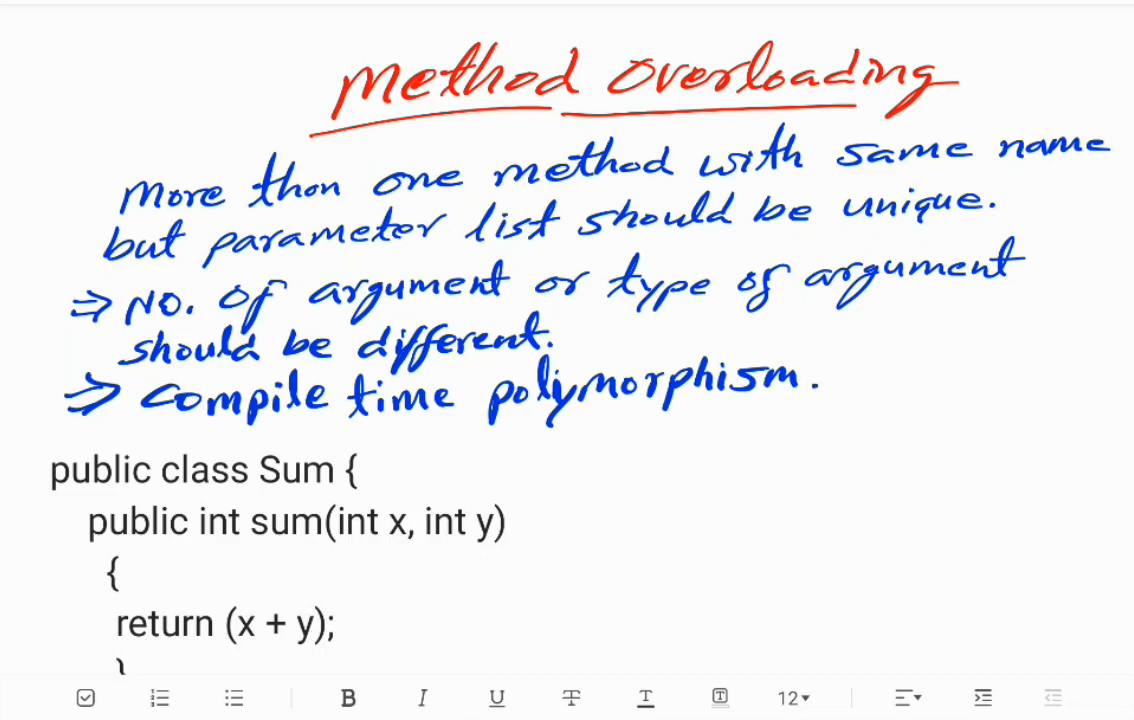 Method Overloading
More than one method with same name
but parameter list should be unique.
⇒ No. of argument or type of argument
should be different.
⇒ Compile time polymorphism.
public class Sum {
public int sum(int x, int y)
{
return (x + y);
}
B I U T T T 12